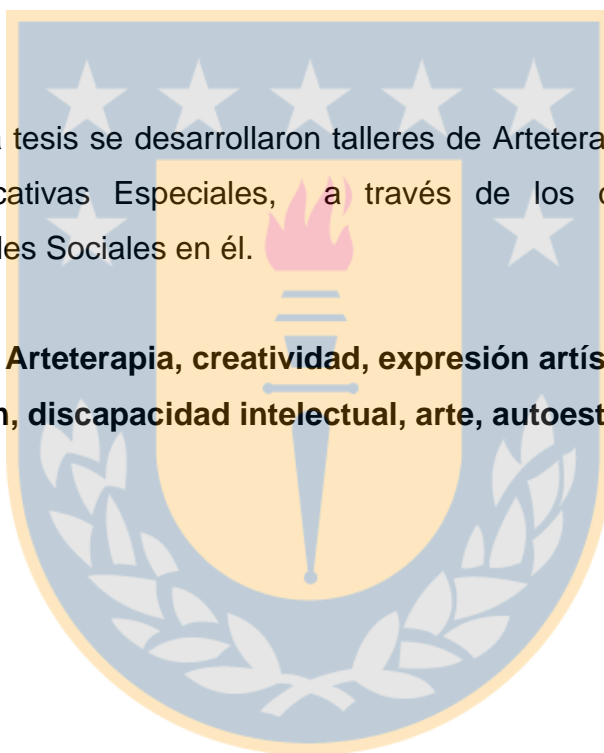 a tesis se desarrollaron talleres de Artetera
cativas Especiales, a través de los c
des Sociales en él.
Arteterapia, creatividad, expresión artís
n, discapacidad intelectual, arte, autoest